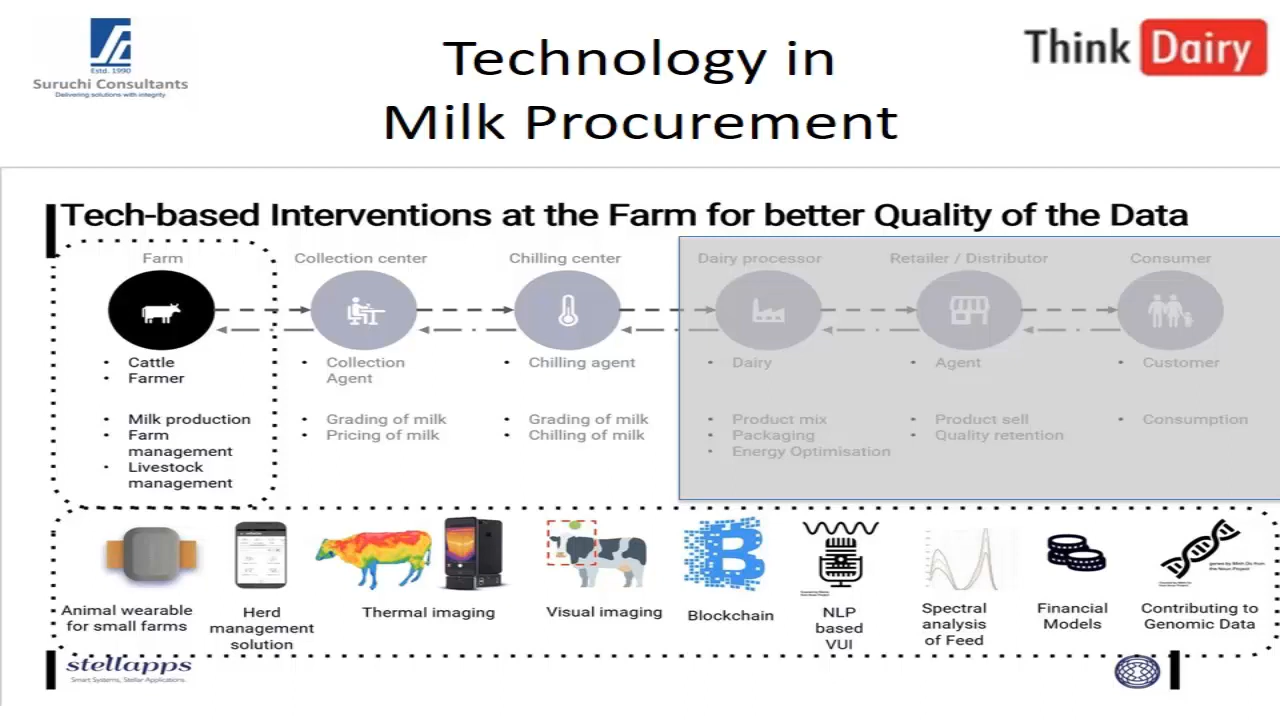 Estd. 1990
Suruchi Consultants
Delivering solutions with integrity
Technology in
Milk Procurement
Think Dairy
Tech-based Interventions at the Farm for better Quality of the Data
Farm
Collection center
Chilling center
Dairy processor
Retailer / Distributor
Consumer
• Cattle
• Farmer
• Milk production
• Farm
management
• Livestock
management
• Collection
Agent
• Grading of milk
• Pricing of milk
• Chilling agent
• Grading of milk
• Chilling of milk
• Dairy
• Product mix
• Packaging
• Energy Optimisation
• Agent
• Product sell
• Quality retention
• Customer
• Consumption
Animal wearable
for small farms
Herd
management
solution
Thermal imaging
Visual imaging
Blockchain
NLP
based
VUI
Spectral
analysis
of Feed
Financial
Models
Contributing to
Genomic Data
stellapps
Smart Systems, Stellar Applications.